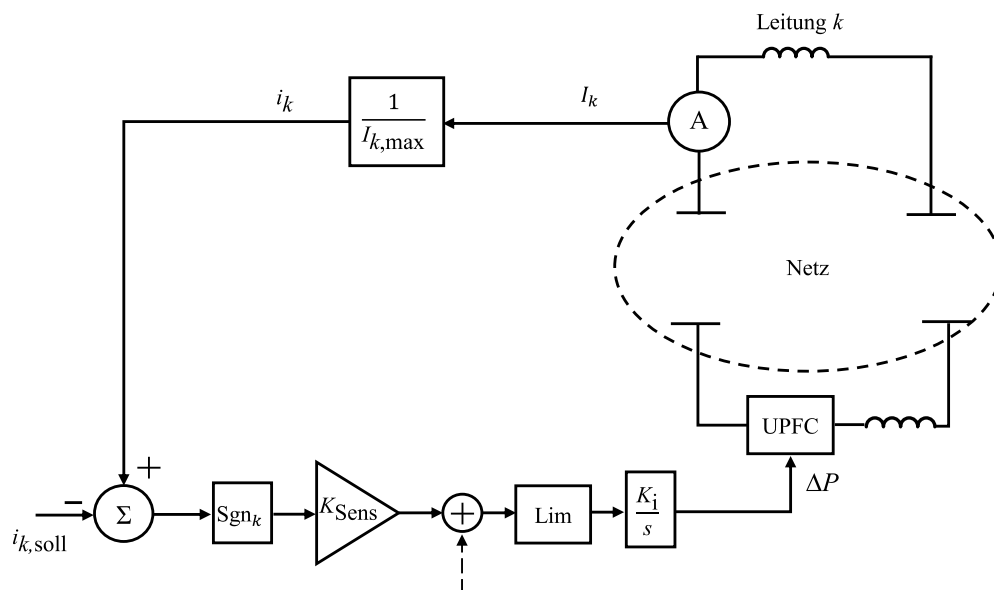 Leitung k
1
I_k,max
i_k
I_k
A
Netz
UPFC
ΔP
+
−
i_k,soll
Σ
Sgn_k
K_Sens
+
Lim
K_i
s